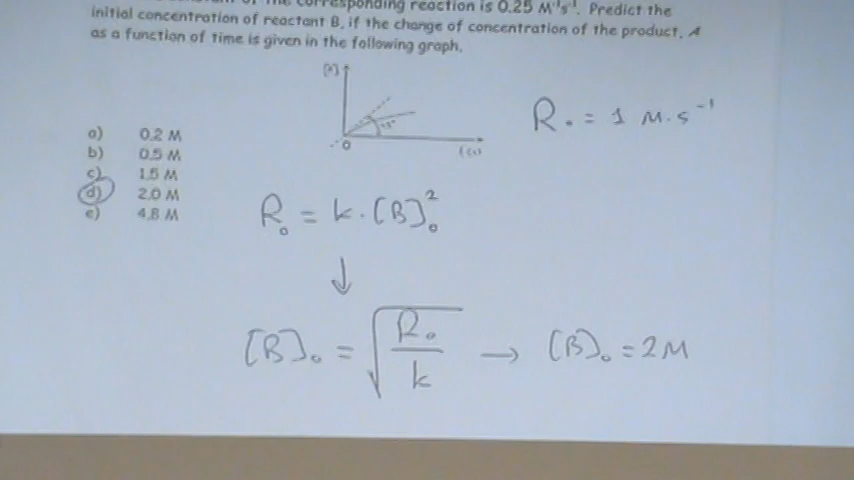 corresponding reaction is 0.25 M⁻¹s⁻¹. Predict the
initial concentration of reactant B, if the change of concentration of the product, A
as a function of time is given in the following graph.
[A]
0
t (s)
R₀ = 1 M·s⁻¹
a) 0.2 M
b) 0.5 M
c) 1.5 M
d) 2.0 M
e) 4.8 M
R₀ = k·[B]₀²
↓
[B]₀ = √(R₀/k) → [B]₀ = 2M